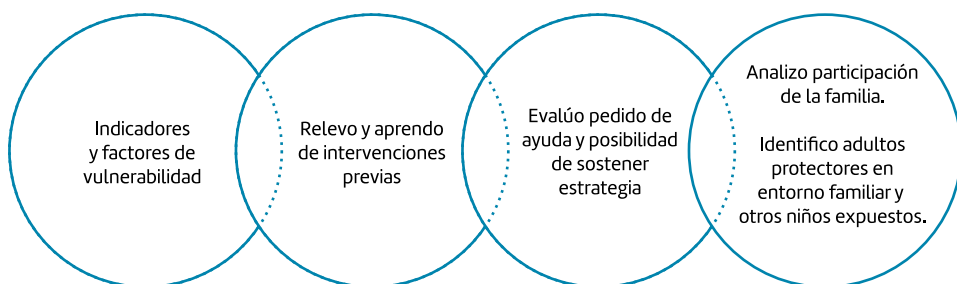 Indicadores
y factores de
vulnerabilidad
Relevo y aprendo
de intervenciones
previas
Evalúo pedido de
ayuda y posibilidad
de sostener
estrategia
Analizo participación
de la familia.
Identifico adultos
protectores en
entorno familiar y
otros niños expuestos.